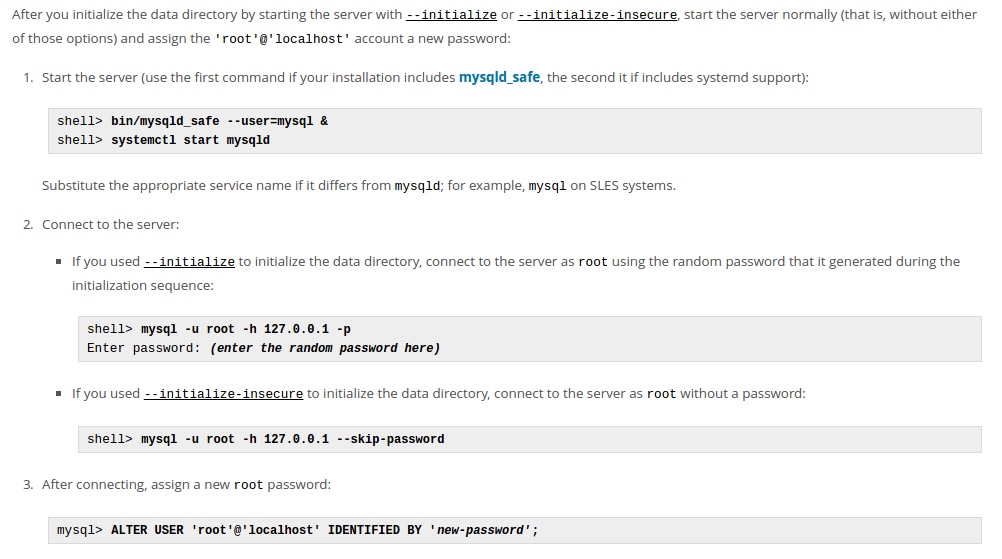 After you initialize the data directory by starting the server with --initialize or --initialize-insecure, start the server normally (that is, without either
of those options) and assign the 'root'@'localhost' account a new password:
1. Start the server (use the first command if your installation includes mysqld_safe, the second it if includes systemd support):
shell> bin/mysqld_safe --user=mysql &
shell> systemctl start mysqld
Substitute the appropriate service name if it differs from mysqld; for example, mysql on SLES systems.
2. Connect to the server:
▪ If you used --initialize to initialize the data directory, connect to the server as root using the random password that it generated during the
initialization sequence:
shell> mysql -u root -h 127.0.0.1 -p
Enter password: (enter the random password here)
▪ If you used --initialize-insecure to initialize the data directory, connect to the server as root without a password:
shell> mysql -u root -h 127.0.0.1 --skip-password
3. After connecting, assign a new root password:
mysql> ALTER USER 'root'@'localhost' IDENTIFIED BY 'new-password';